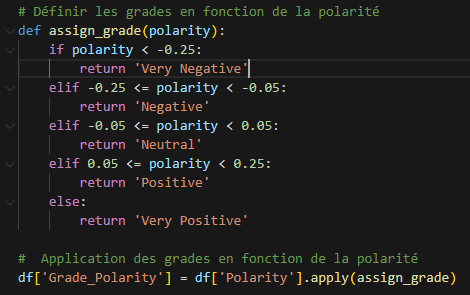 # Définir les grades en fonction de la polarité
def assign_grade(polarity):
    if polarity < -0.25:
        return 'Very Negative'
    elif -0.25 <= polarity < -0.05:
        return 'Negative'
    elif -0.05 <= polarity < 0.05:
        return 'Neutral'
    elif 0.05 <= polarity < 0.25:
        return 'Positive'
    else:
        return 'Very Positive'

#  Application des grades en fonction de la polarité
df['Grade_Polarity'] = df['Polarity'].apply(assign_grade)